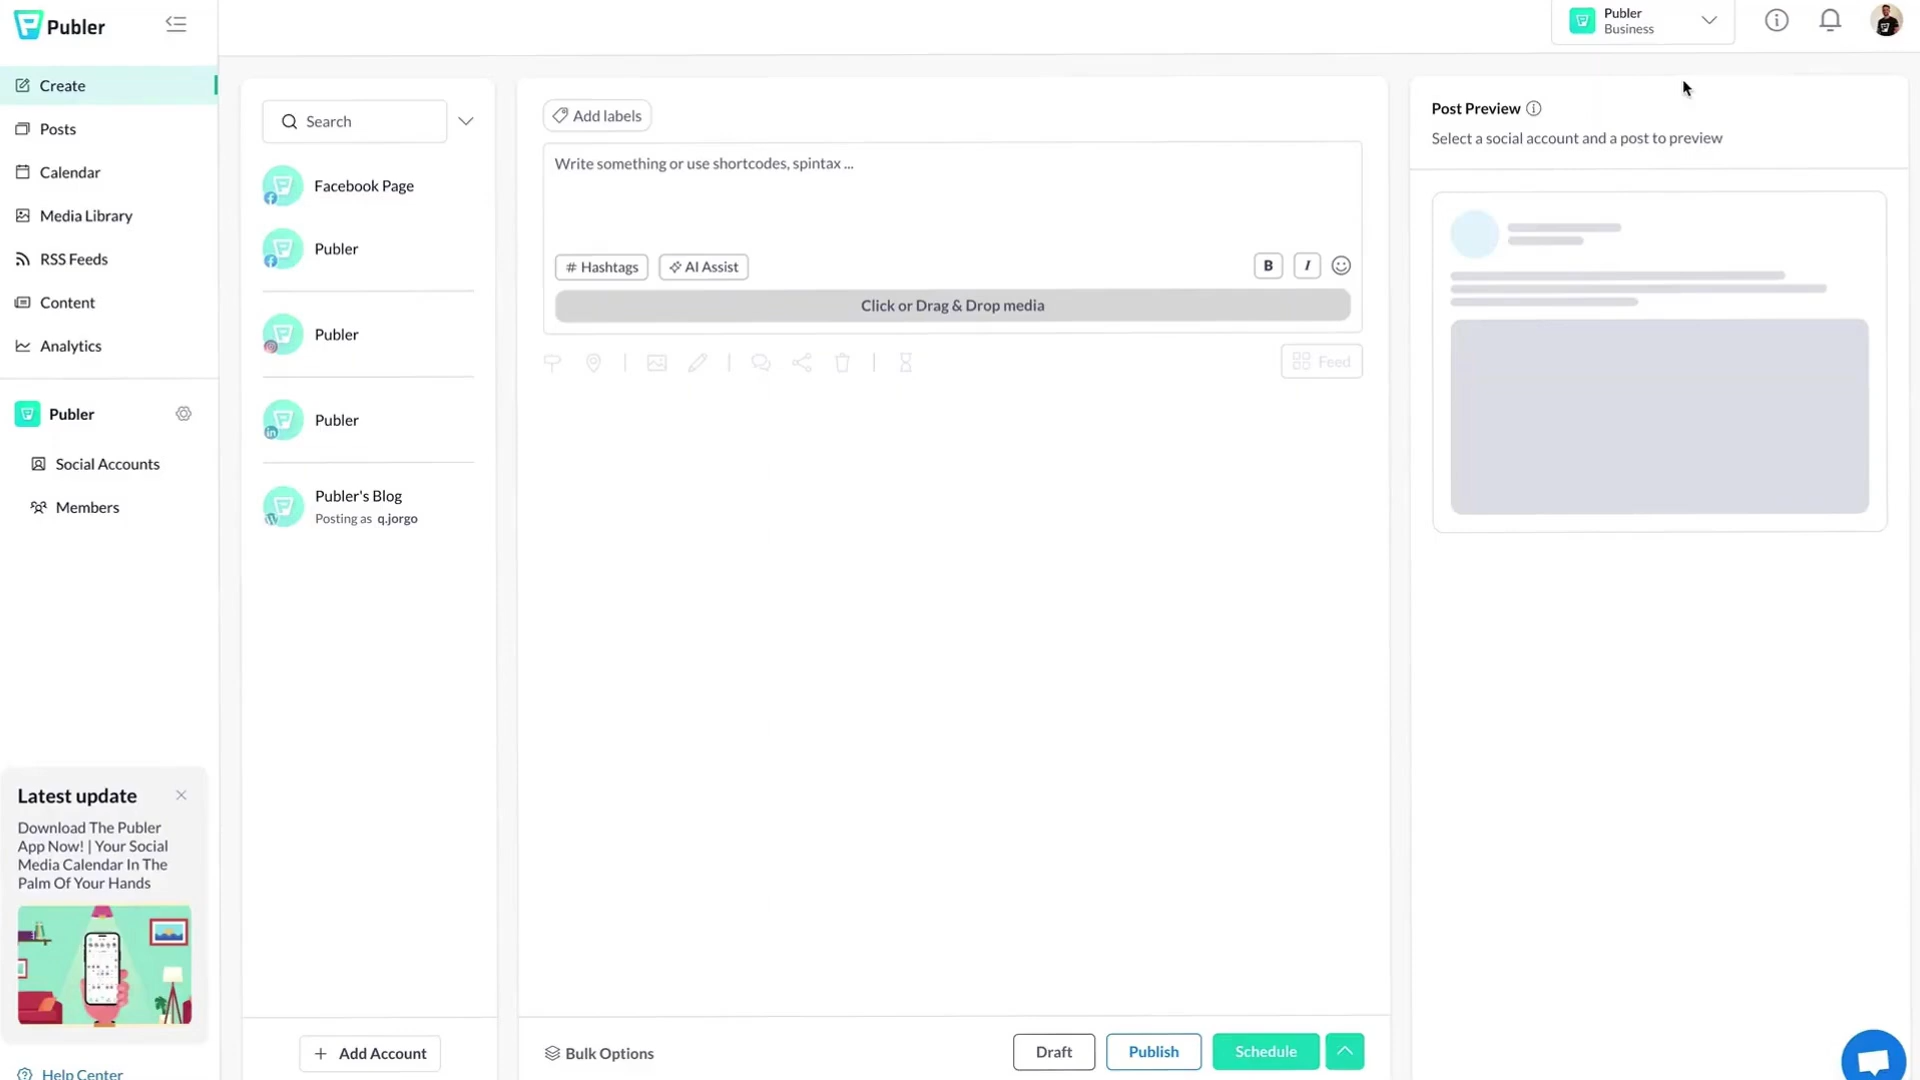 Publer
Publer
Business
Create
Posts
Calendar
Media Library
RSS Feeds
Content
Analytics
Publer
Social Accounts
Members
Latest update
Download The Publer
App Now! | Your Social
Media Calendar In The
Palm Of Your Hands
Help Center
Search
Facebook Page
Publer
Publer
Publer
Publer's Blog
Posting as q.jorgo
+ Add Account
Add labels
Write something or use shortcodes, spintax ...
# Hashtags
AI Assist
B
I
Click or Drag & Drop media
Feed
Bulk Options
Draft
Publish
Schedule
Post Preview
Select a social account and a post to preview